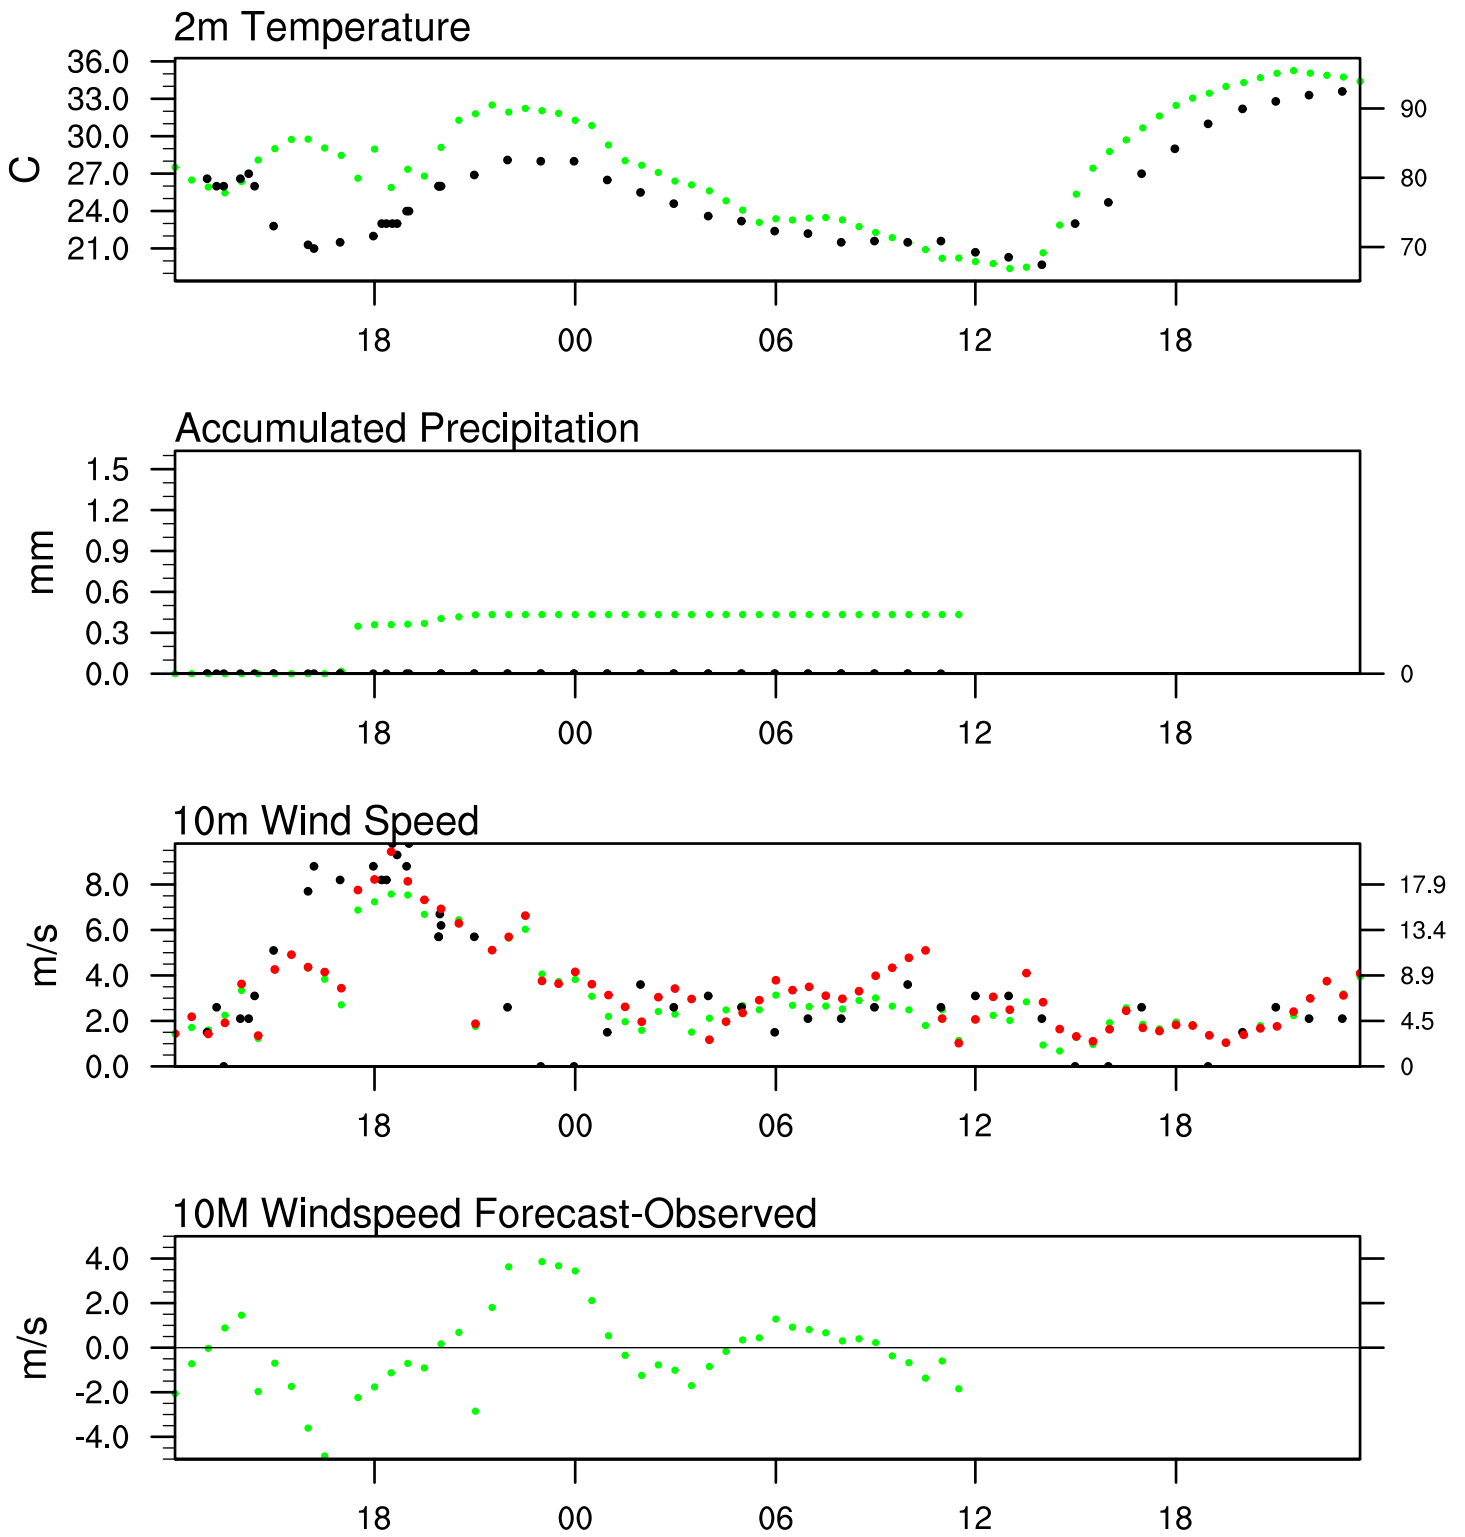 2m Temperature
36.0
33.0
30.0
27.0
24.0
21.0
C
90
80
70
18 00 06 12 18
Accumulated Precipitation
1.5
1.2
0.9
0.6
0.3
0.0
mm
0
18 00 06 12 18
10m Wind Speed
8.0
6.0
4.0
2.0
0.0
m/s
17.9
13.4
8.9
4.5
0
18 00 06 12 18
10M Windspeed Forecast-Observed
4.0
2.0
0.0
-2.0
-4.0
m/s
18 00 06 12 18